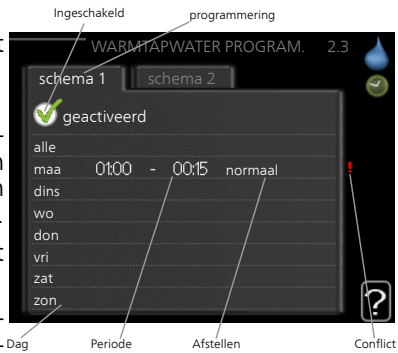 Ingeschakeld
programmering
WARMTAPWATER PROGRAM. 2.3
schema 1 schema 2
geactiveerd
alle
maa 01:00 - 00:15 normaal !
dins
wo
don
vri
zat
zon
?
Dag Periode Afstellen Conflict